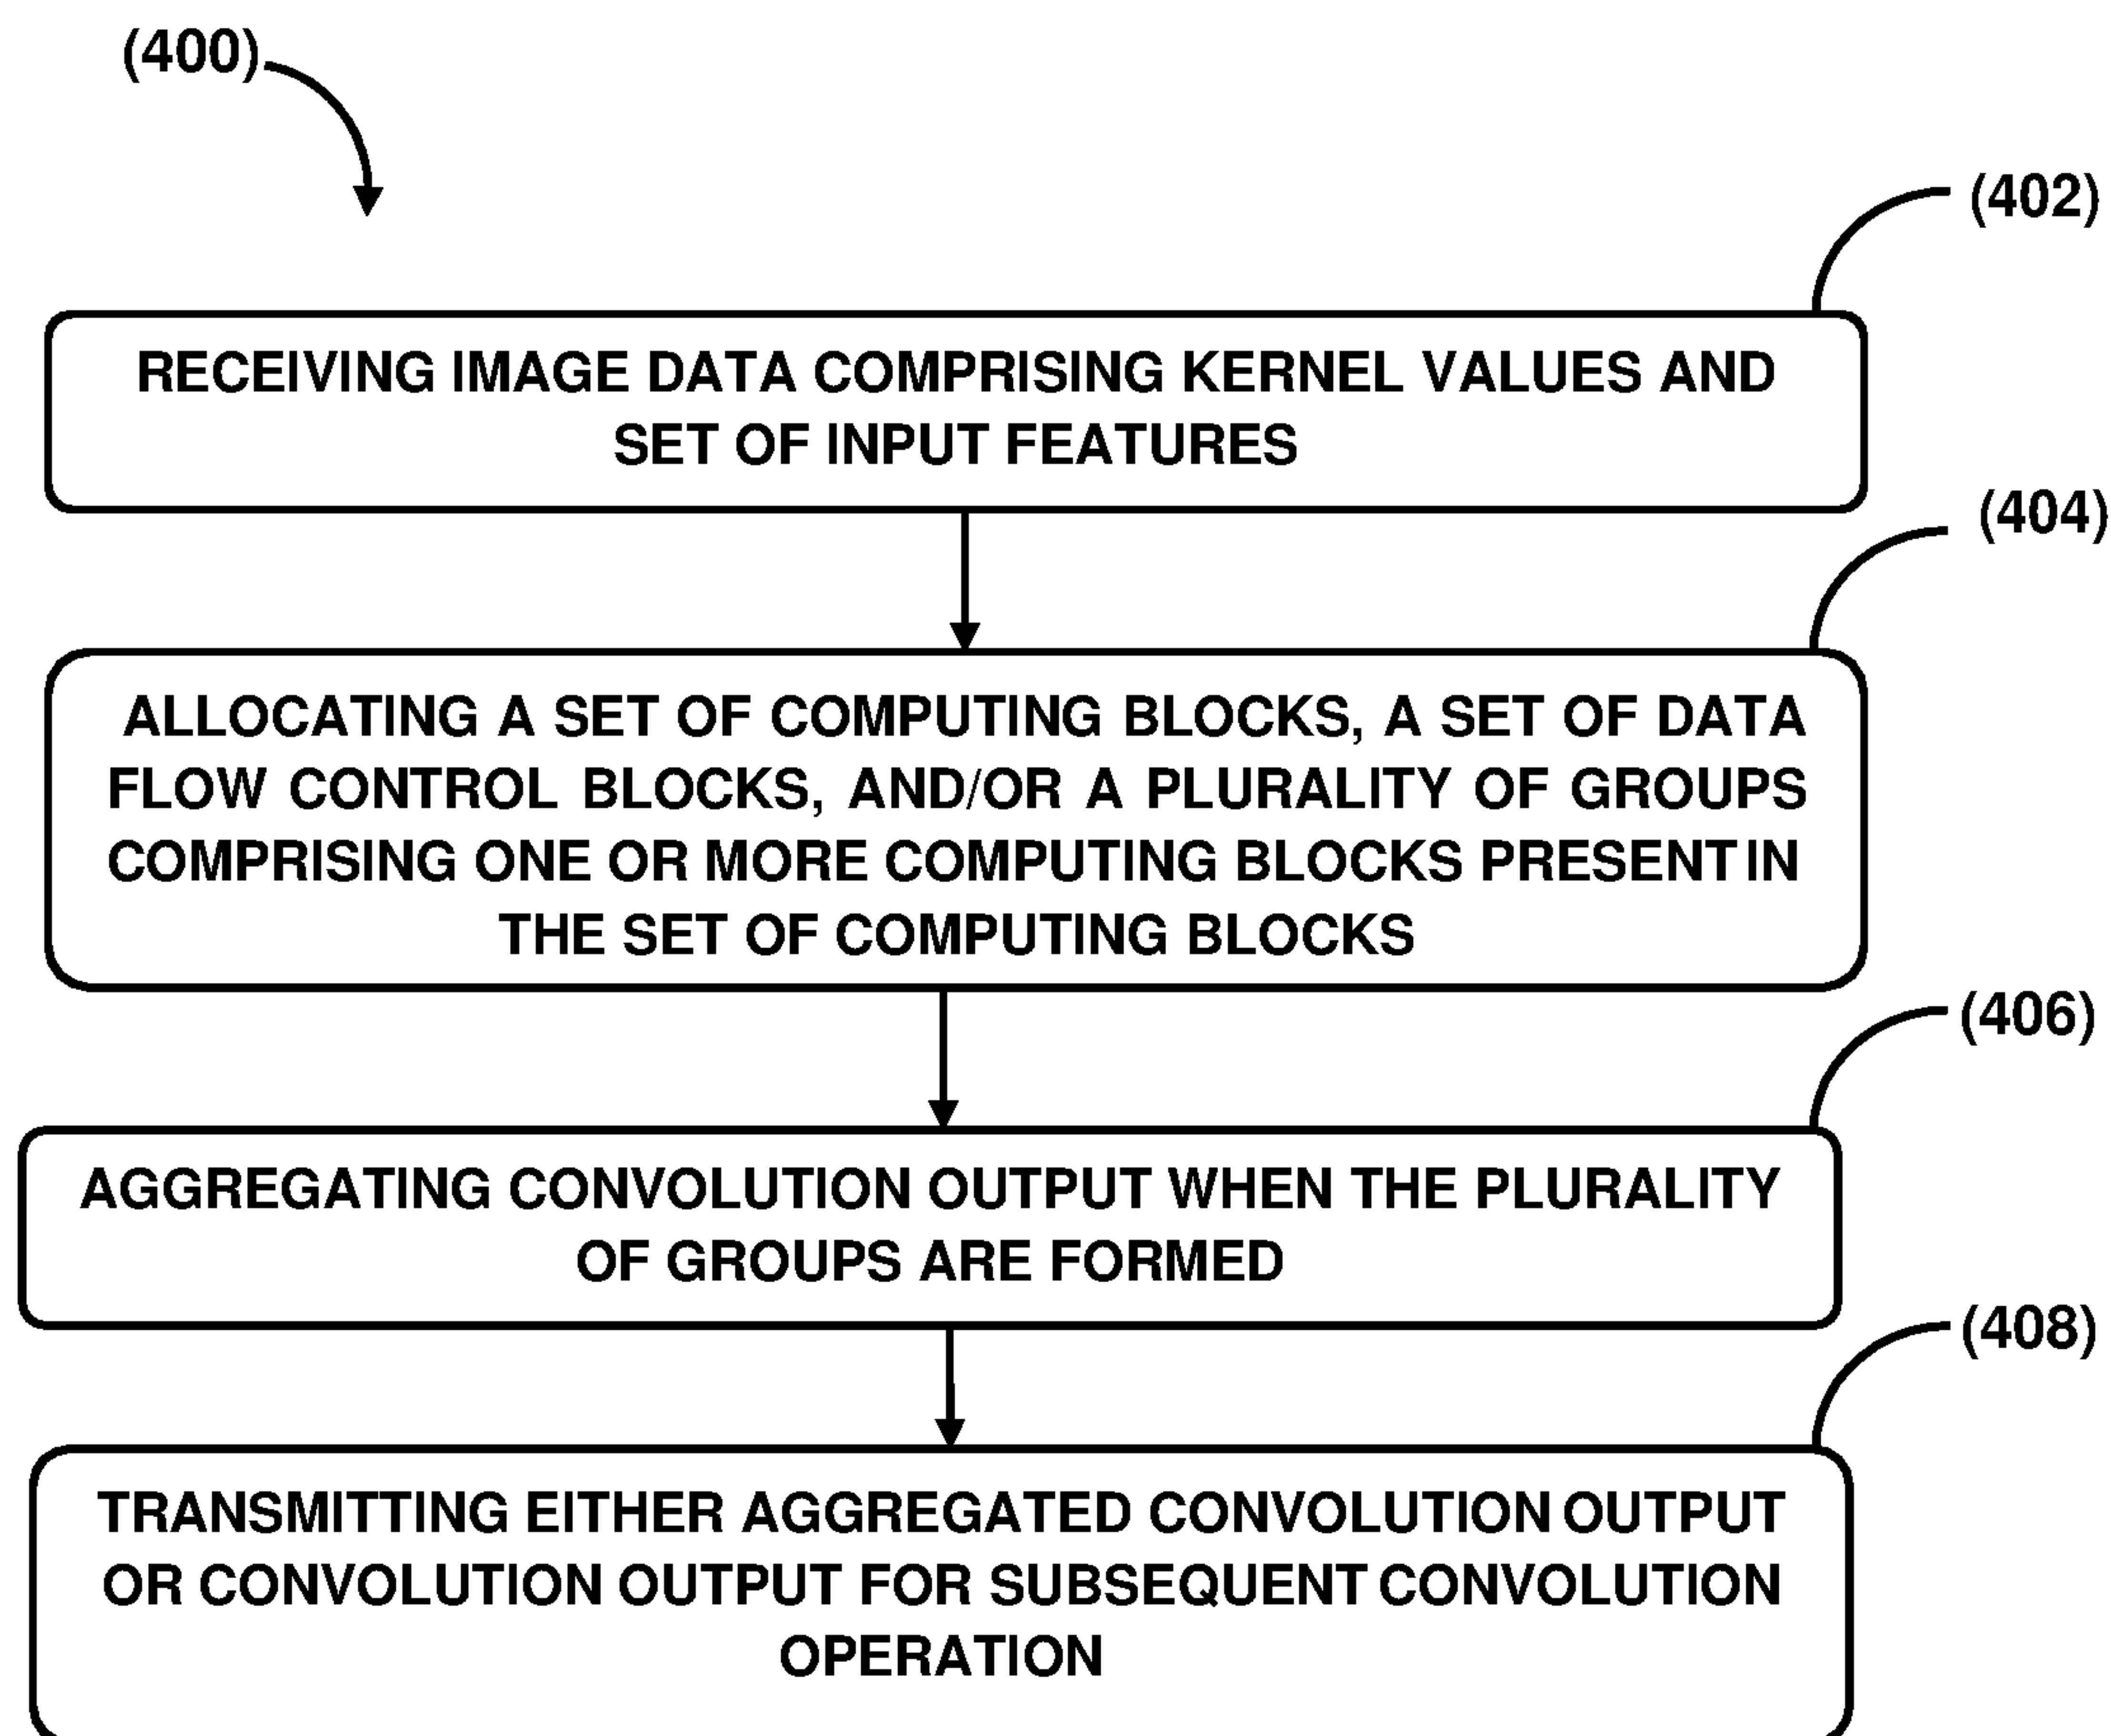 (400)
(402)
RECEIVING IMAGE DATA COMPRISING KERNEL VALUES AND
SET OF INPUT FEATURES
(404)
ALLOCATING A SET OF COMPUTING BLOCKS, A SET OF DATA
FLOW CONTROL BLOCKS, AND/OR A PLURALITY OF GROUPS
COMPRISING ONE OR MORE COMPUTING BLOCKS PRESENT IN
THE SET OF COMPUTING BLOCKS
(406)
AGGREGATING CONVOLUTION OUTPUT WHEN THE PLURALITY
OF GROUPS ARE FORMED
(408)
TRANSMITTING EITHER AGGREGATED CONVOLUTION OUTPUT
OR CONVOLUTION OUTPUT FOR SUBSEQUENT CONVOLUTION
OPERATION